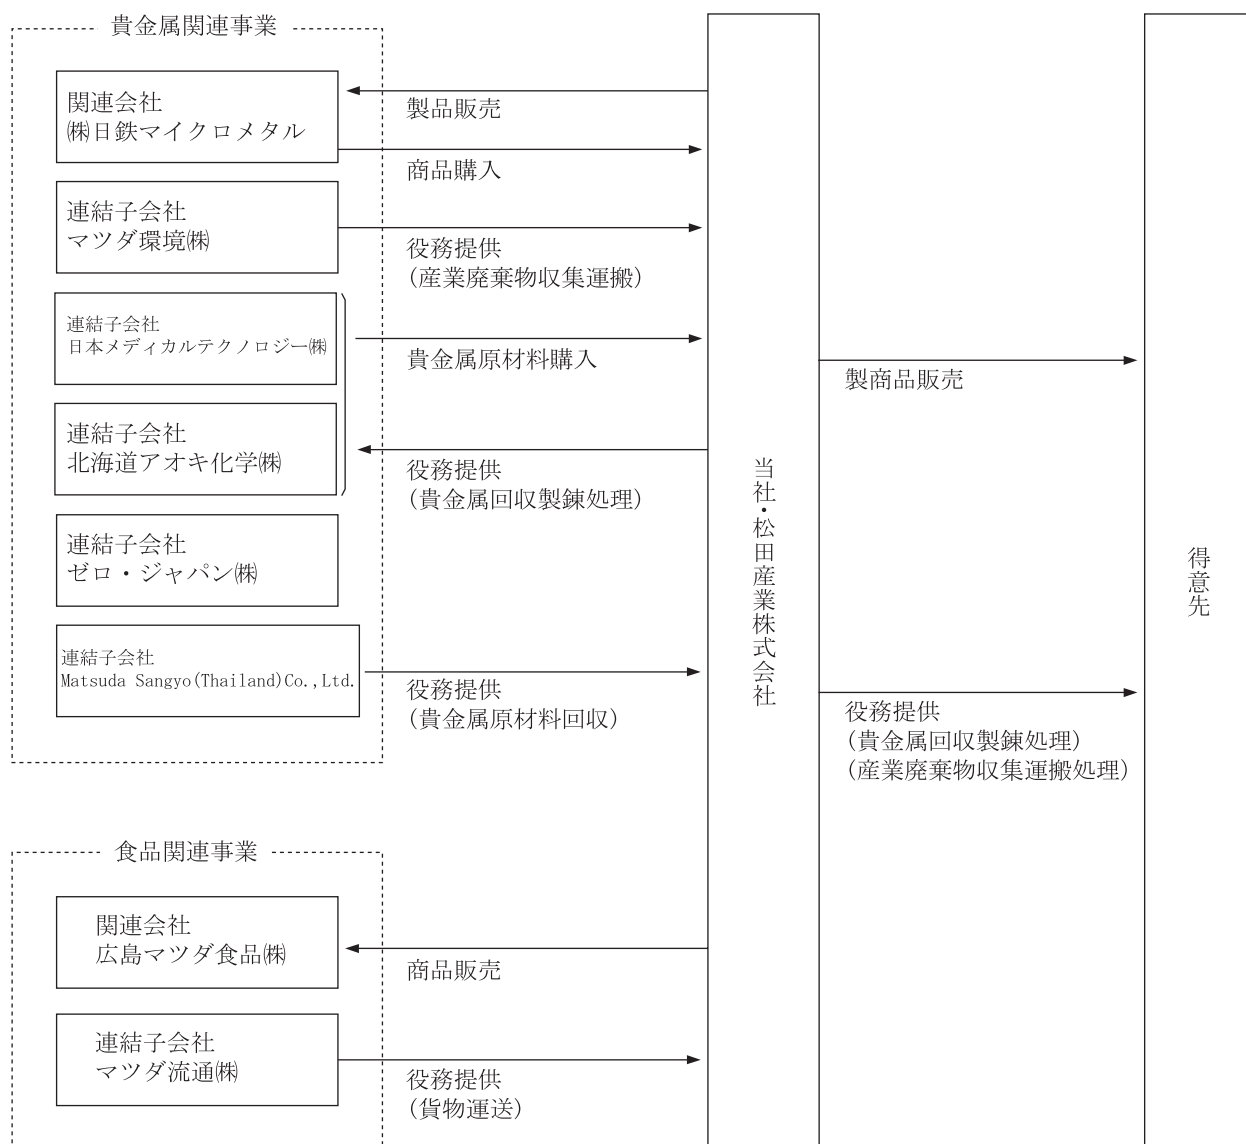 貴金属関連事業
関連会社
㈱日鉄マイクロメタル
製品販売
商品購入
連結子会社
マツダ環境㈱
役務提供
(産業廃棄物収集運搬)
連結子会社
日本メディカルテクノロジー㈱
貴金属原材料購入
連結子会社
北海道アオキ化学㈱
役務提供
(貴金属回収製錬処理)
連結子会社
ゼロ・ジャパン㈱
連結子会社
Matsuda Sangyo(Thailand)Co.,Ltd.
役務提供
(貴金属原材料回収)
食品関連事業
関連会社
広島マツダ食品㈱
商品販売
連結子会社
マツダ流通㈱
役務提供
(貨物運送)
当社・松田産業株式会社
製商品販売
役務提供
(貴金属回収製錬処理)
(産業廃棄物収集運搬処理)
得意先